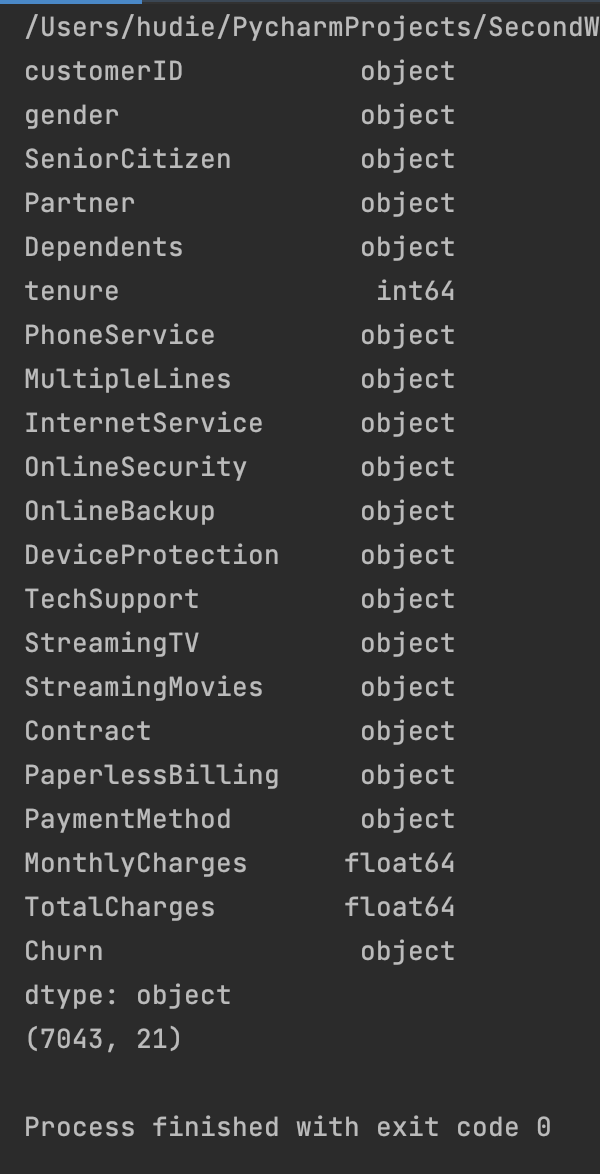 /Users/hudie/PycharmProjects/SecondW
customerID object
gender object
SeniorCitizen object
Partner object
Dependents object
tenure int64
PhoneService object
MultipleLines object
InternetService object
OnlineSecurity object
OnlineBackup object
DeviceProtection object
TechSupport object
StreamingTV object
StreamingMovies object
Contract object
PaperlessBilling object
PaymentMethod object
MonthlyCharges float64
TotalCharges float64
Churn object
dtype: object
(7043, 21)
Process finished with exit code 0